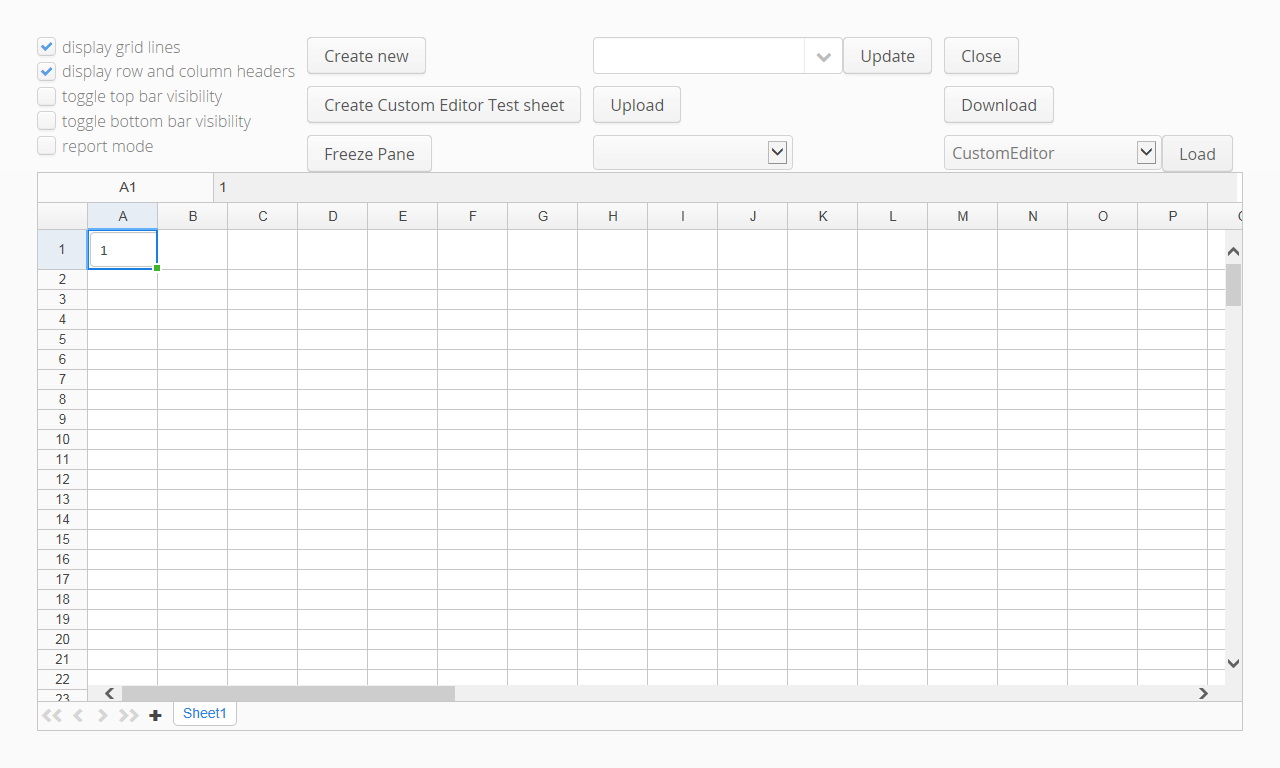 display grid lines
display row and column headers
toggle top bar visibility
toggle bottom bar visibility
report mode
Create new
Update
Close
Create Custom Editor Test sheet
Upload
Download
Freeze Pane
CustomEditor
Load
A1
1
A B C D E F G H I J K L M N O P
1 1
2
3
4
5
6
7
8
9
10
11
12
13
14
15
16
17
18
19
20
21
22
23
Sheet1